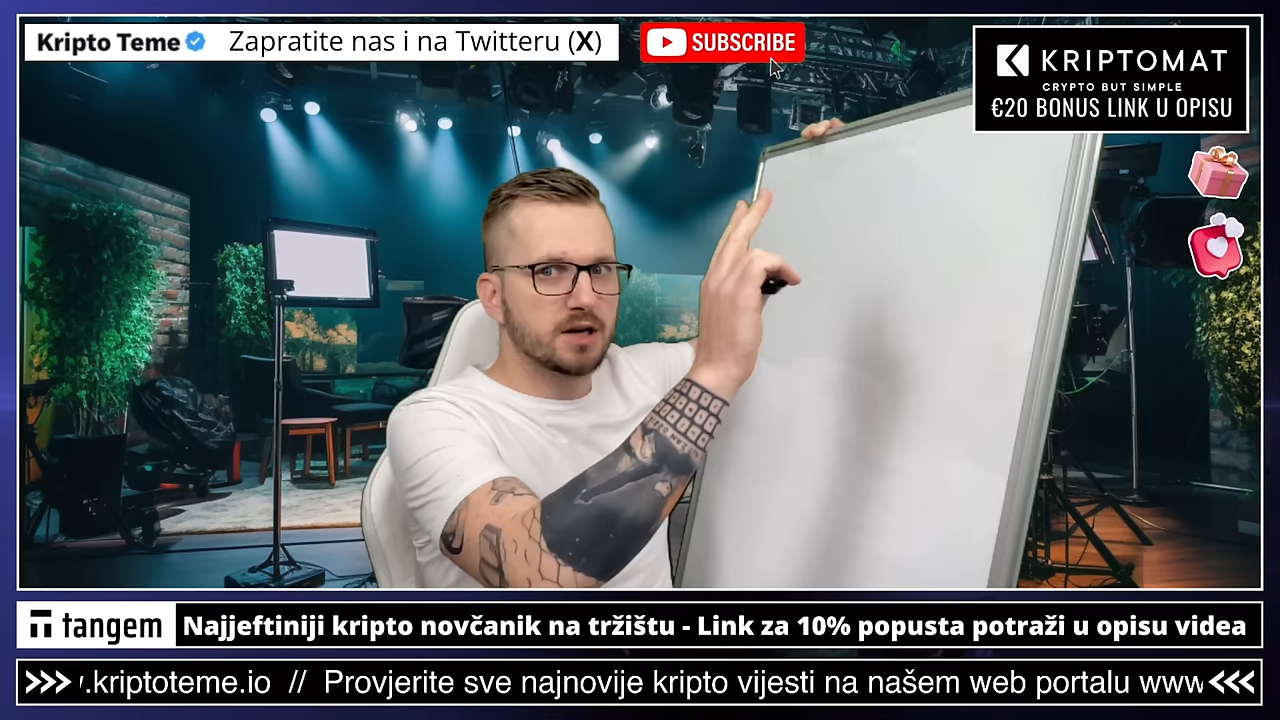 Kripto Teme Zapratite nas i na Twitteru (X)
SUBSCRIBE
KRIPTOMAT
CRYPTO BUT SIMPLE
€20 BONUS LINK U OPISU
tangem Najjeftiniji kripto novčanik na tržištu - Link za 10% popusta potraži u opisu videa
.kriptoteme.io // Provjerite sve najnovije kripto vijesti na našem web portalu www